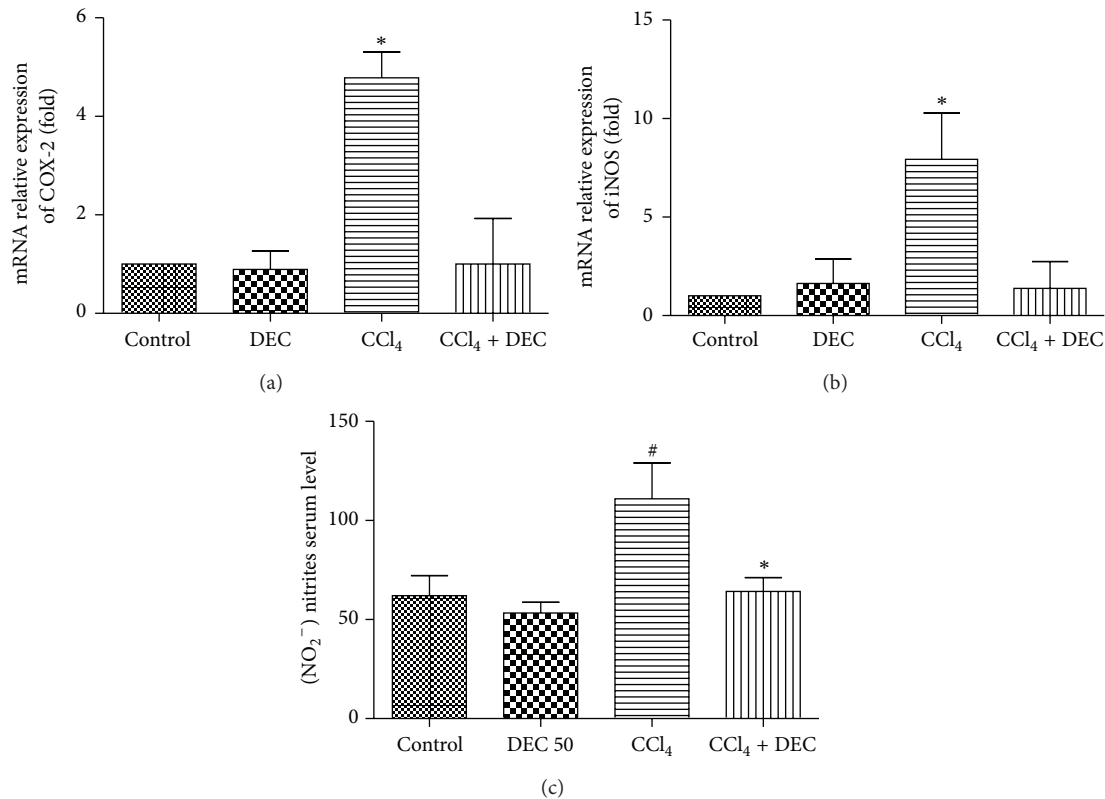 6
4
2
0
mRNA relative expression
of COX-2 (fold)
*
Control
DEC
CCl₄
CCl₄ + DEC
(a)
15
10
5
0
mRNA relative expression
of iNOS (fold)
*
Control
DEC
CCl₄
CCl₄ + DEC
(b)
150
100
50
0
(NO₂⁻) nitrites serum level
#
*
Control
DEC 50
CCl₄
CCl₄ + DEC
(c)